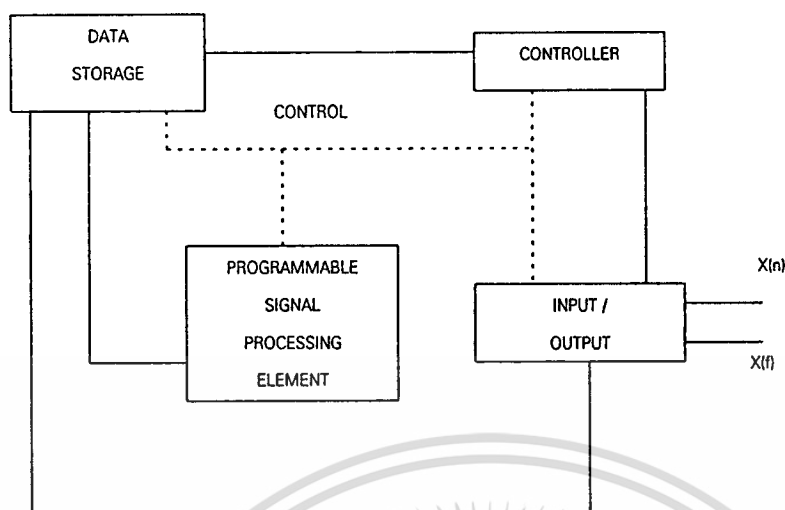 DATA
STORAGE
CONTROLLER
CONTROL
PROGRAMMABLE
SIGNAL
PROCESSING
ELEMENT
INPUT /
OUTPUT
X(n)
X(f)